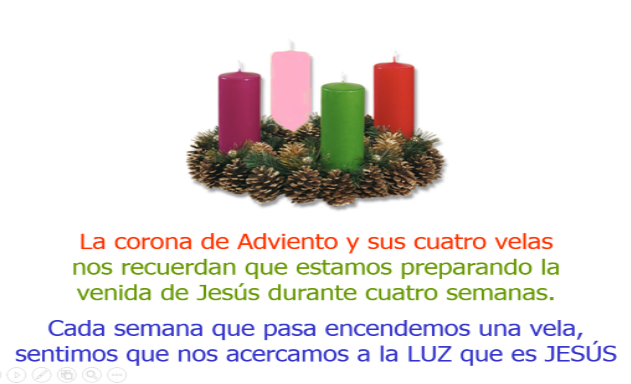 La corona de Adviento y sus cuatro velas
nos recuerdan que estamos preparando la
venida de Jesús durante cuatro semanas.
Cada semana que pasa encendemos una vela,
sentimos que nos acercamos a la LUZ que es JESÚS